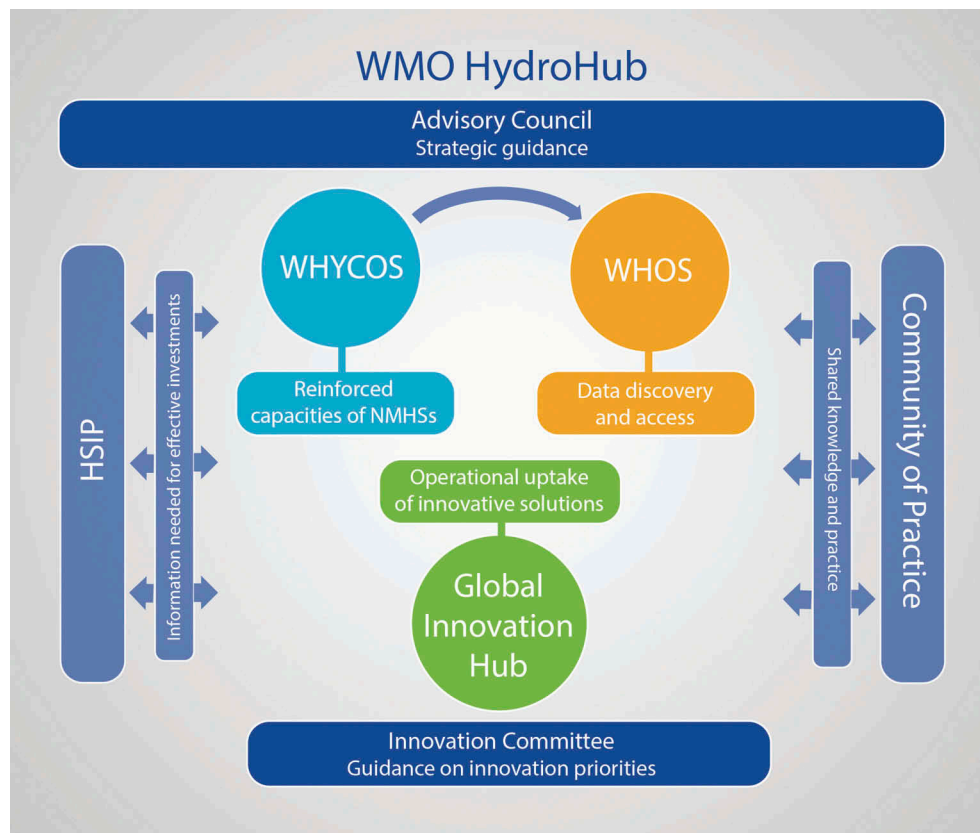 WMO HydroHub
Advisory Council
Strategic guidance
WHYCOS
WHOS
Reinforced
capacities of NMHSs
Data discovery
and access
HSIP
Information needed for effective investments
Shared knowledge and practice
Community of Practice
Operational uptake
of innovative solutions
Global
Innovation
Hub
Innovation Committee
Guidance on innovation priorities